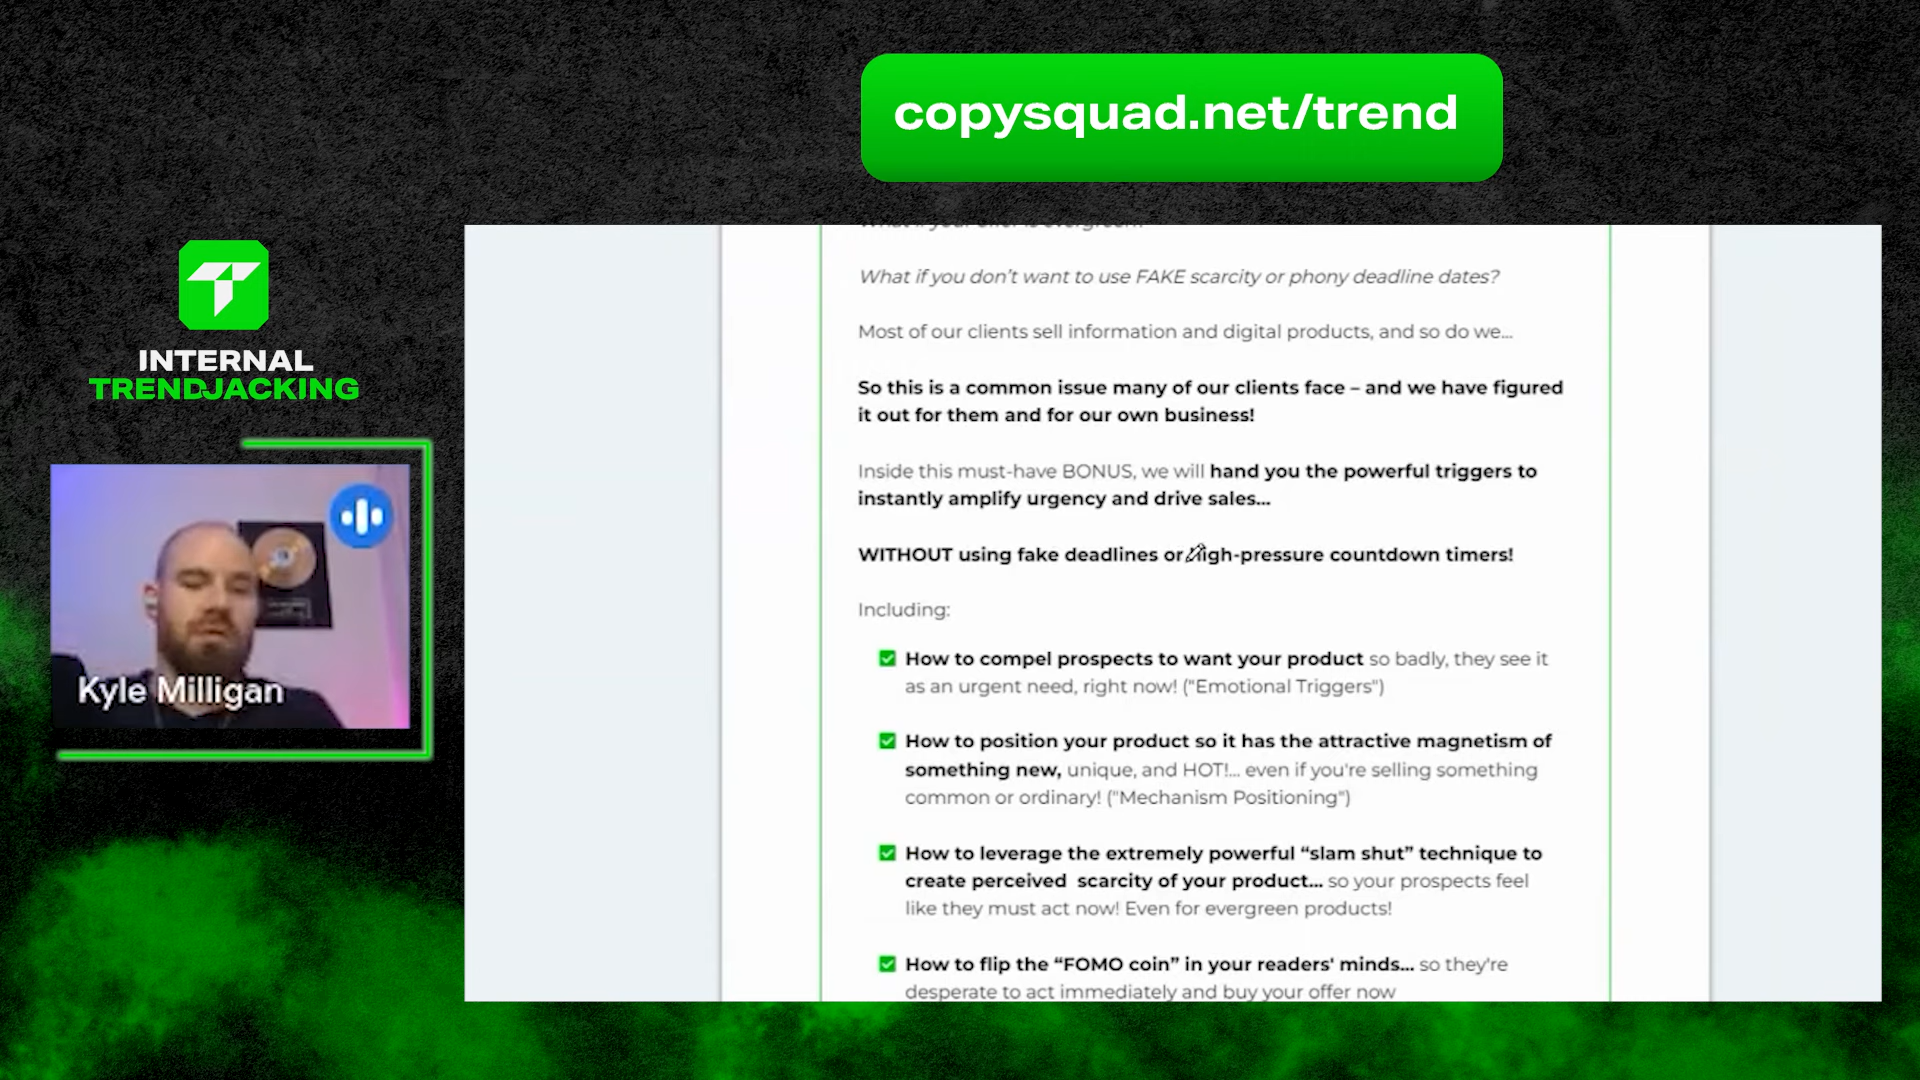 copysquad.net/trend
INTERNAL
TRENDJACKING
Kyle Milligan
What if you don't want to use FAKE scarcity or phony deadline dates?
Most of our clients sell information and digital products, and so do we...
So this is a common issue many of our clients face – and we have figured
it out for them and for our own business!
Inside this must-have BONUS, we will hand you the powerful triggers to
instantly amplify urgency and drive sales...
WITHOUT using fake deadlines or high-pressure countdown timers!
Including:
How to compel prospects to want your product so badly, they see it
as an urgent need, right now! ("Emotional Triggers")
How to position your product so it has the attractive magnetism of
something new, unique, and HOT!... even if you're selling something
common or ordinary! ("Mechanism Positioning")
How to leverage the extremely powerful “slam shut” technique to
create perceived scarcity of your product... so your prospects feel
like they must act now! Even for evergreen products!
How to flip the “FOMO coin” in your readers' minds... so they're
desperate to act immediately and buy your offer now